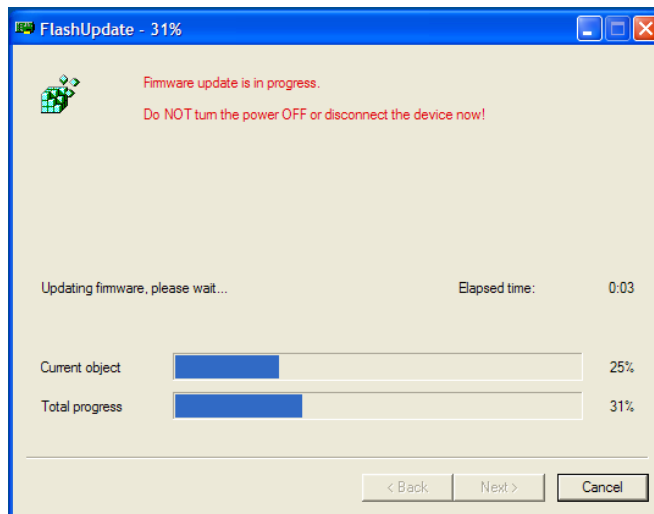 FlashUpdate - 31%
Firmware update is in progress.
Do NOT turn the power OFF or disconnect the device now!
Updating firmware, please wait... Elapsed time: 0:03
Current object 25%
Total progress 31%
< Back Next > Cancel